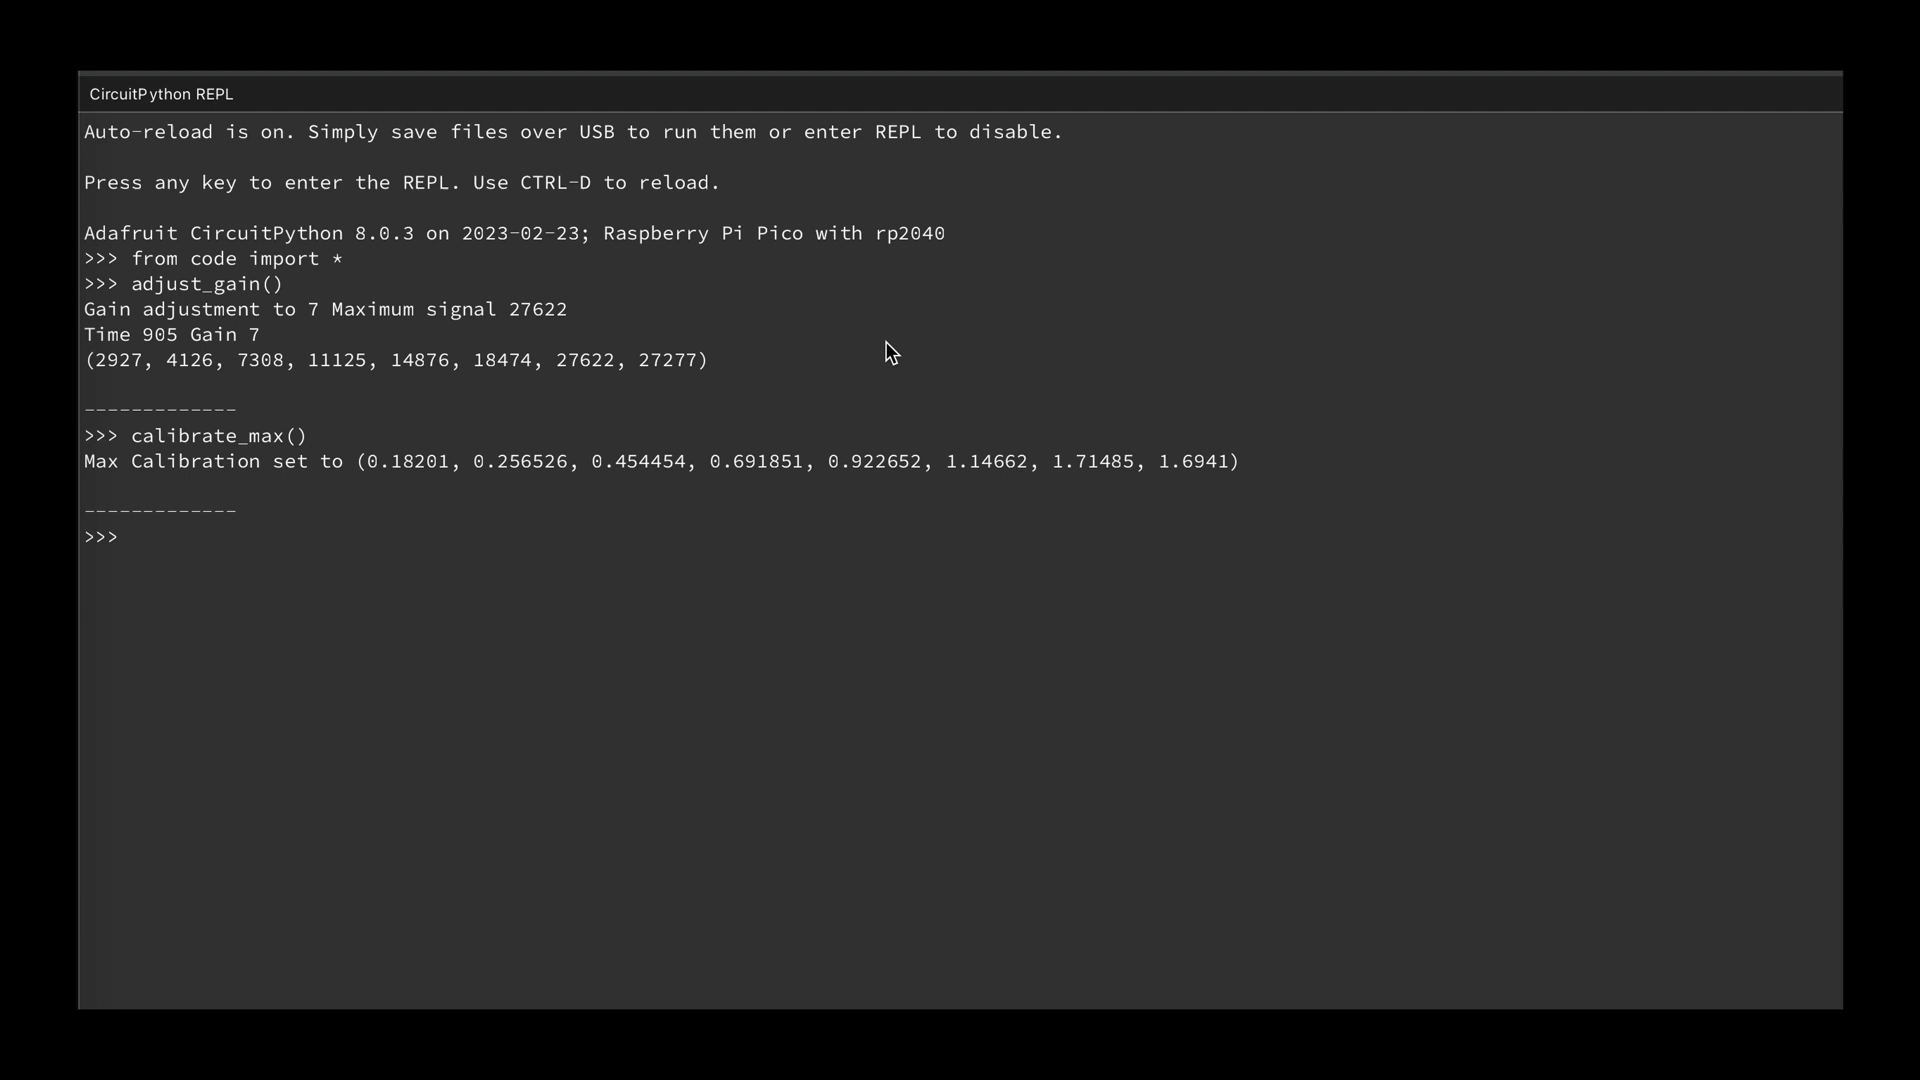 CircuitPython REPL
Auto-reload is on. Simply save files over USB to run them or enter REPL to disable.
Press any key to enter the REPL. Use CTRL-D to reload.
Adafruit CircuitPython 8.0.3 on 2023-02-23; Raspberry Pi Pico with rp2040
>>> from code import *
>>> adjust_gain()
Gain adjustment to 7 Maximum signal 27622
Time 905 Gain 7
(2927, 4126, 7308, 11125, 14876, 18474, 27622, 27277)
-------------
>>> calibrate_max()
Max Calibration set to (0.18201, 0.256526, 0.454454, 0.691851, 0.922652, 1.14662, 1.71485, 1.6941)
-------------
>>>